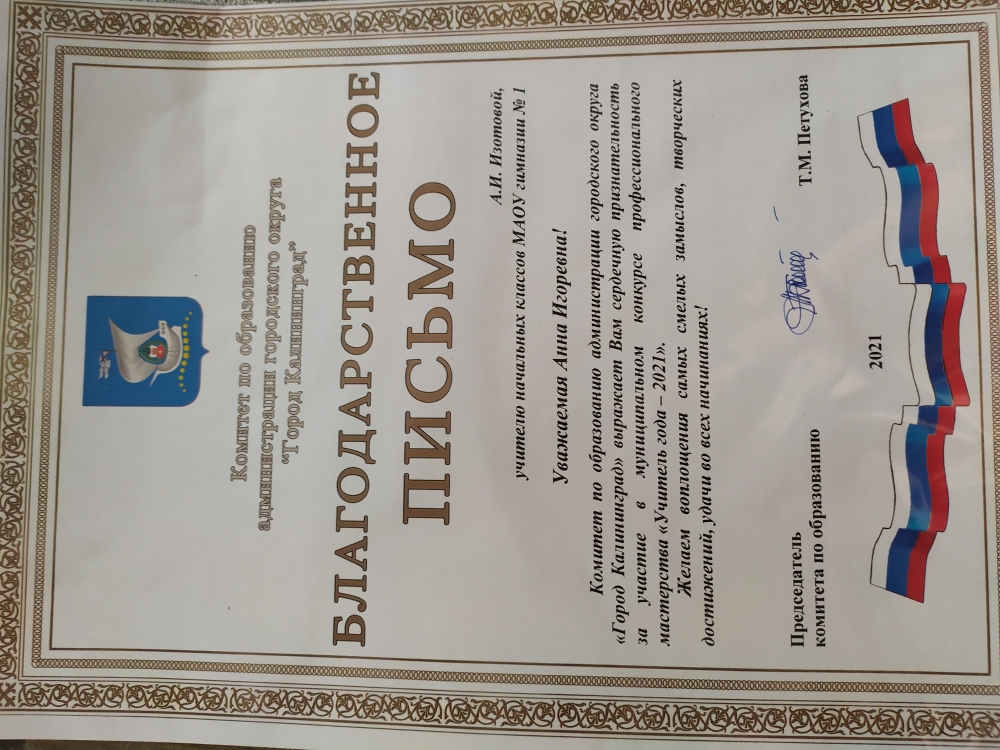 Комитет по образованию
администрации городского округа
“Город Калининград”
БЛАГОДАРСТВЕННОЕ
ПИСЬМО
А.И. Изотовой,
учителю начальных классов МАОУ гимназии № 1
Уважаемая Анна Игоревна!
Комитет по образованию администрации городского округа
«Город Калининград» выражает Вам сердечную признательность
за участие в муниципальном конкурсе профессионального
мастерства «Учитель года – 2021».
Желаем воплощения самых смелых замыслов, творческих
достижений, удачи во всех начинаниях!
Председатель
комитета по образованию
Т.М. Петухова
2021